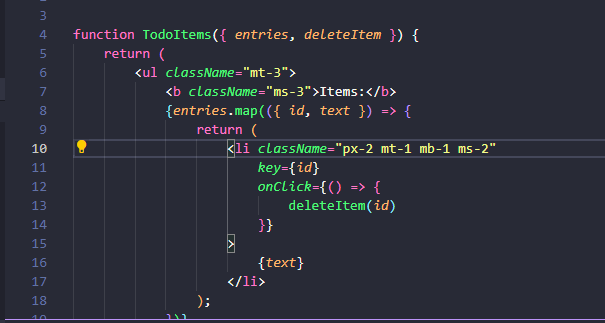 3
4 function TodoItems({ entries, deleteItem }) {
5 return (
6 <ul className="mt-3">
7 <b className="ms-3">Items:</b>
8 {entries.map(({ id, text }) => {
9 return (
10 <li className="px-2 mt-1 mb-1 ms-2"
11 key={id}
12 onClick={() => {
13 deleteItem(id)
14 }}
15 >
16 {text}
17 </li>
18 );
19 })}